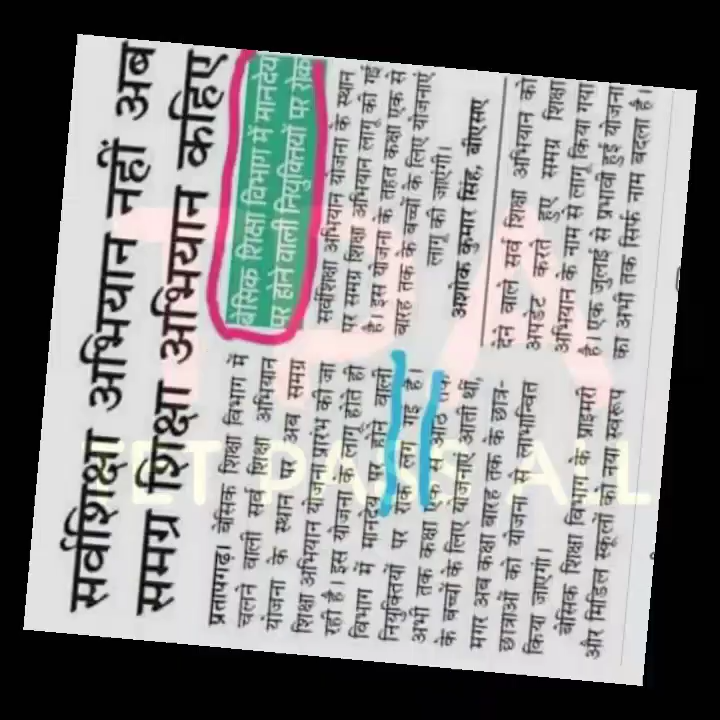 सर्वशिक्षा अभियान नहीं अब
समग्र शिक्षा अभियान कहिए
प्रतापगढ़। बेसिक शिक्षा विभाग में
चलने वाली सर्व शिक्षा अभियान
योजना के स्थान पर अब समग्र
शिक्षा अभियान योजना प्रारंभ की जा
रही है। इस योजना के लागू होते ही
विभाग में मानदेय पर होने वाली
नियुक्तियों पर रोक लग गई है।
अभी तक कक्षा एक से आठ तक
के बच्चों के लिए योजनाएं आती थीं,
मगर अब कक्षा बारह तक के छात्र-
छात्राओं को योजना से लाभान्वित
किया जाएगी।
बेसिक शिक्षा विभाग के प्राइमरी
और मिडिल स्कूलों को नया स्वरूप
बेसिक शिक्षा विभाग में मानदेय
पर होने वाली नियुक्तियों पर रोक
सर्वशिक्षा अभियान योजना के स्थान
पर समग्र शिक्षा अभियान लागू की गई
है। इस योजना के तहत कक्षा एक से
बारह तक के बच्चों के लिए योजनाएं
लागू की जाएंगी।
अशोक कुमार सिंह, बीएसए
देने वाले सर्व शिक्षा अभियान को
अपडेट करते हुए समग्र शिक्षा
अभियान के नाम से लागू किया गया
है। एक जुलाई से प्रभावी हुई योजना
का अभी तक सिर्फ नाम बदला है।
TPA
TET PASS ALL